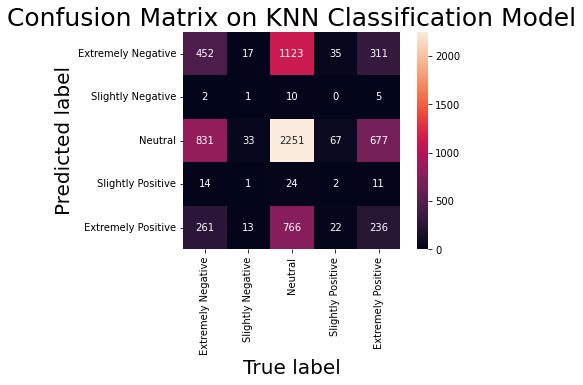 Confusion Matrix on KNN Classification Model
Predicted label
Extremely Negative 452 17 1123 35 311
Slightly Negative 2 1 10 0 5
Neutral 831 33 2251 67 677
Slightly Positive 14 1 24 2 11
Extremely Positive 261 13 766 22 236
Extremely Negative
Slightly Negative
Neutral
Slightly Positive
Extremely Positive
True label
2000
1500
1000
500
0